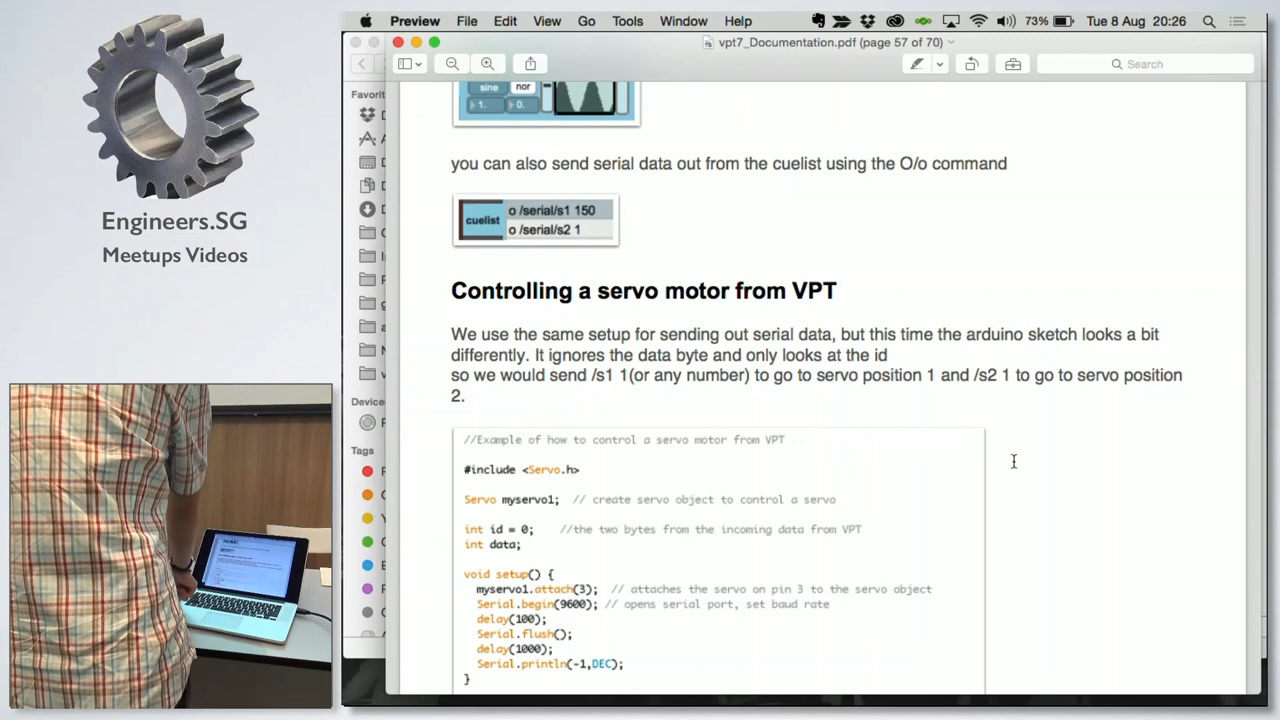 Engineers.SG
Meetups Videos
Preview File Edit View Go Tools Window Help 73% Tue 8 Aug 20:26
vpt7_Documentation.pdf (page 57 of 70)
Search
Devices
Tags
sine nor
1. 0.
you can also send serial data out from the cuelist using the O/o command
cuelist
o /serial/s1 150
o /serial/s2 1
Controlling a servo motor from VPT
We use the same setup for sending out serial data, but this time the arduino sketch looks a bit
differently. It ignores the data byte and only looks at the id
so we would send /s1 1(or any number) to go to servo position 1 and /s2 1 to go to servo position
2.
//Example of how to control a servo motor from VPT
#include <Servo.h>
Servo myservo1; // create servo object to control a servo
int id = 0; //the two bytes from the incoming data from VPT
int data;
void setup() {
myservo1.attach(3); // attaches the servo on pin 3 to the servo object
Serial.begin(9600); // opens serial port, set baud rate
delay(100);
Serial.flush();
delay(1000);
Serial.println(-1,DEC);
}